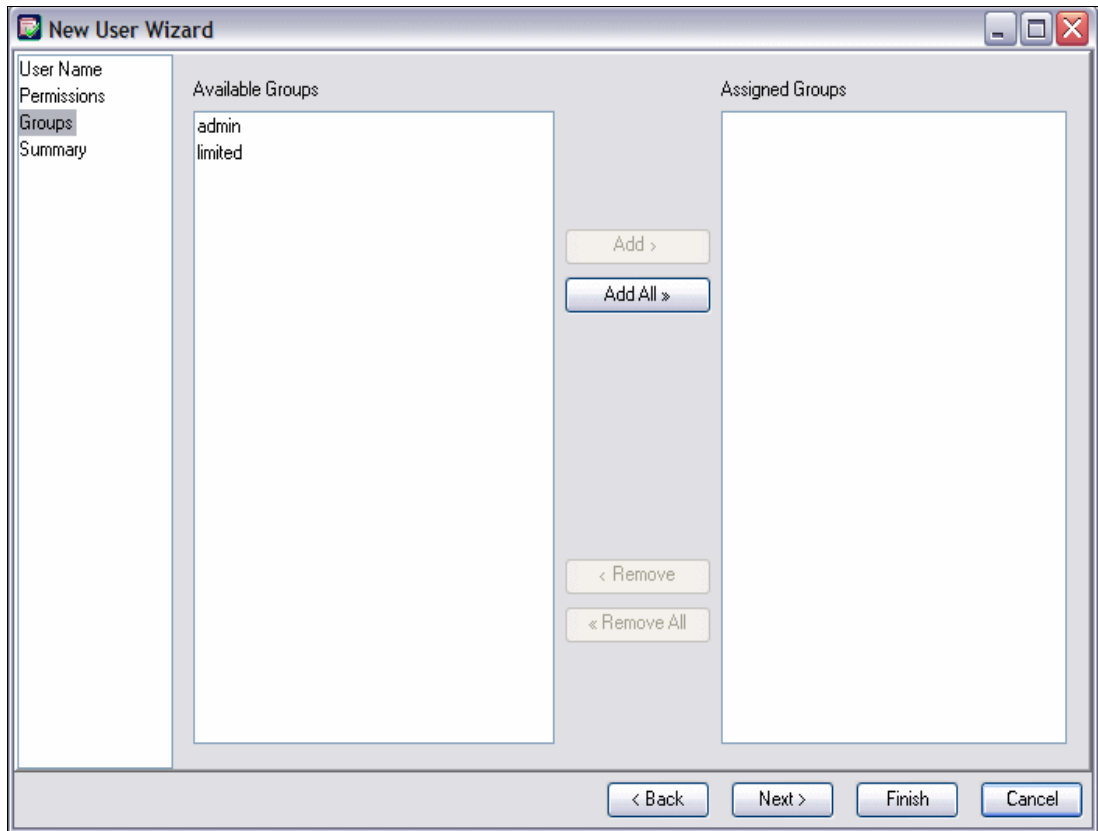 New User Wizard
User Name
Permissions
Groups
Summary
Available Groups
admin
limited
Add >
Add All »
< Remove
« Remove All
Assigned Groups
< Back
Next >
Finish
Cancel